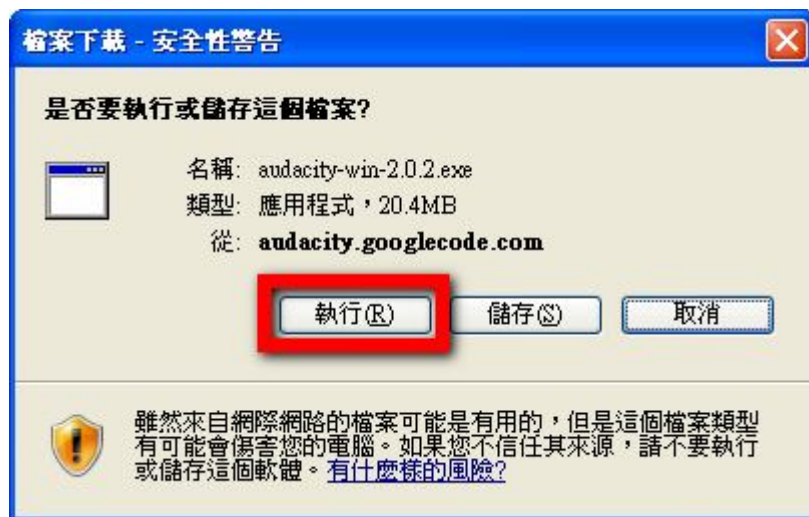 檔案下載 - 安全性警告
是否要執行或儲存這個檔案?
名稱: audacity-win-2.0.2.exe
類型: 應用程式，20.4MB
從: audacity.googlecode.com
執行(R) 儲存(S) 取消
雖然來自網際網路的檔案可能是有用的，但是這個檔案類型
有可能會傷害您的電腦。如果您不信任其來源，請不要執行
或儲存這個軟體。有什麼樣的風險?